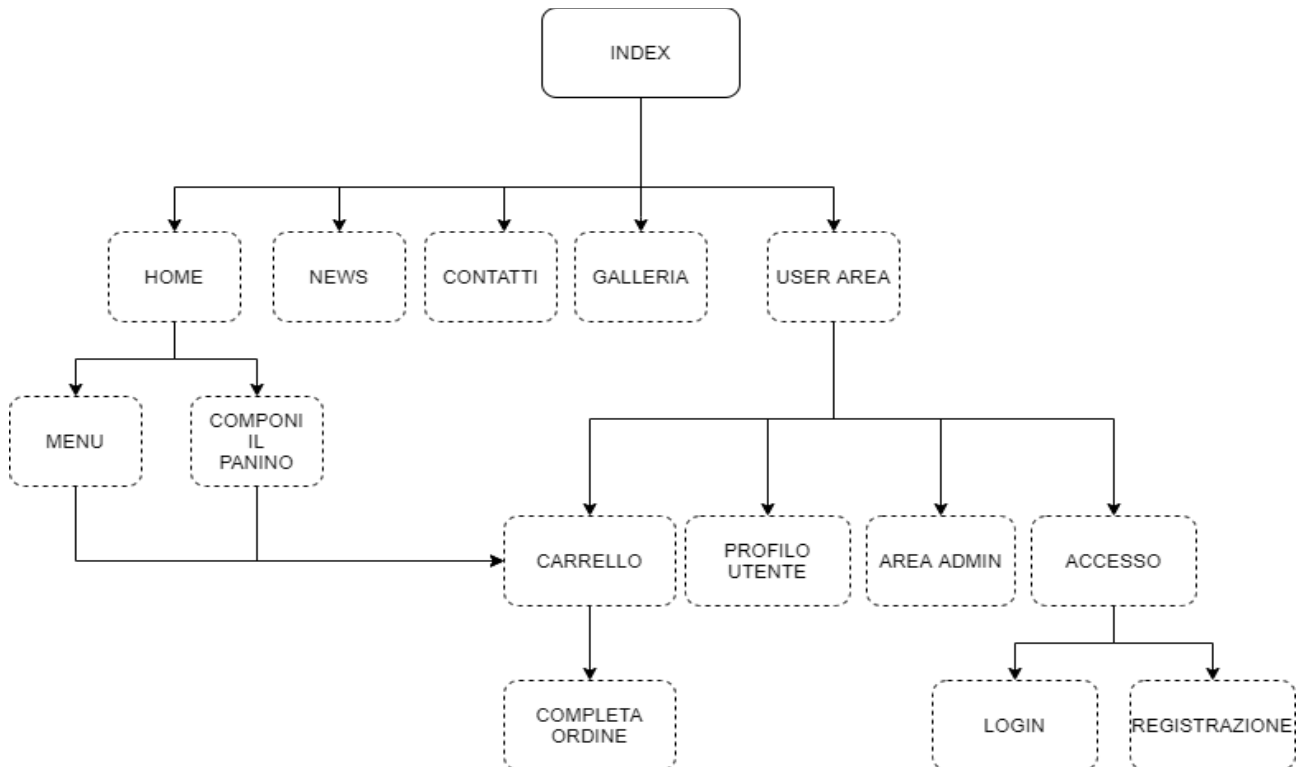 INDEX
HOME
NEWS
CONTATTI
GALLERIA
USER AREA
MENU
COMPONI
IL
PANINO
CARRELLO
PROFILO
UTENTE
AREA ADMIN
ACCESSO
COMPLETA
ORDINE
LOGIN
REGISTRAZIONE